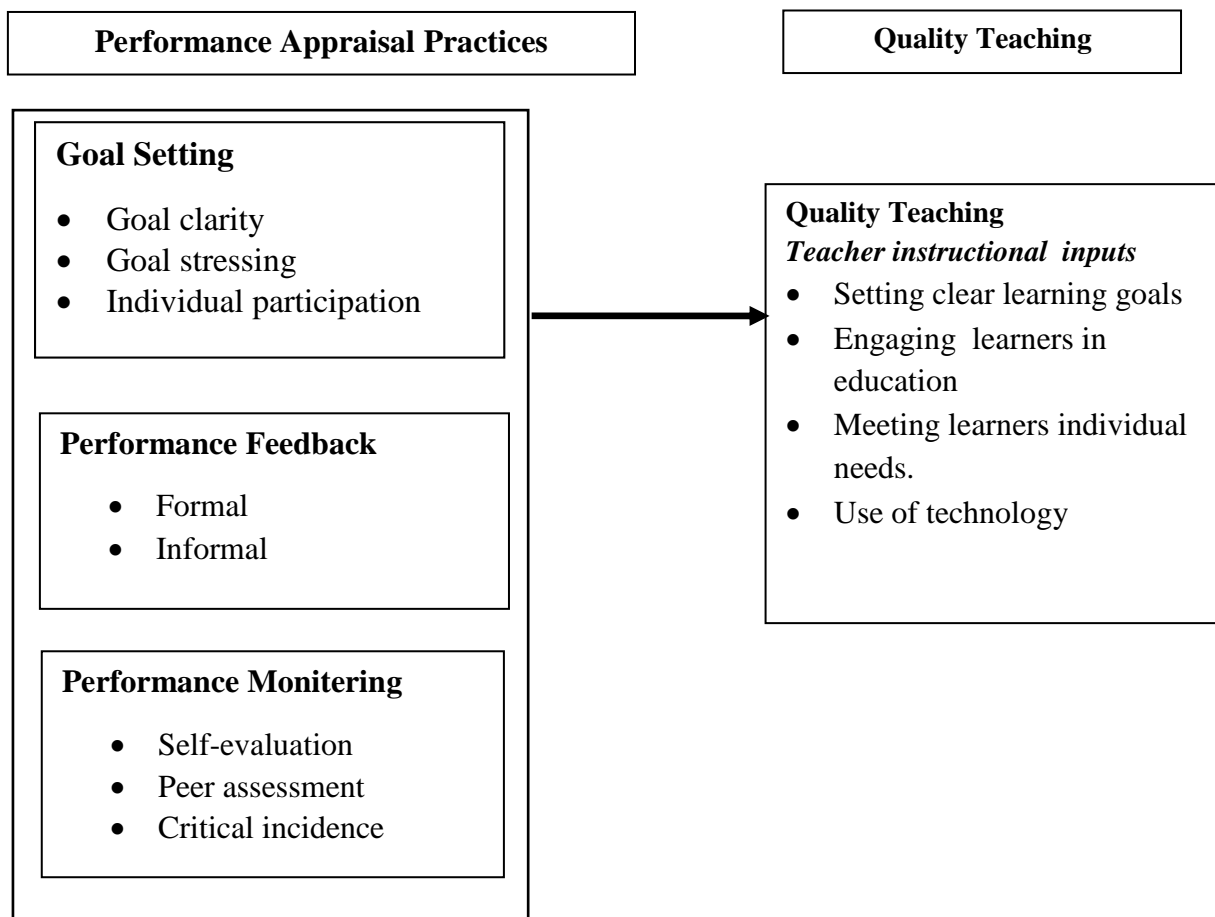 Performance Appraisal Practices
Quality Teaching
Goal Setting
• Goal clarity
• Goal stressing
• Individual participation
Performance Feedback
• Formal
• Informal
Performance Monitering
• Self-evaluation
• Peer assessment
• Critical incidence
Quality Teaching
Teacher instructional inputs
• Setting clear learning goals
• Engaging learners in
education
• Meeting learners individual
needs.
• Use of technology